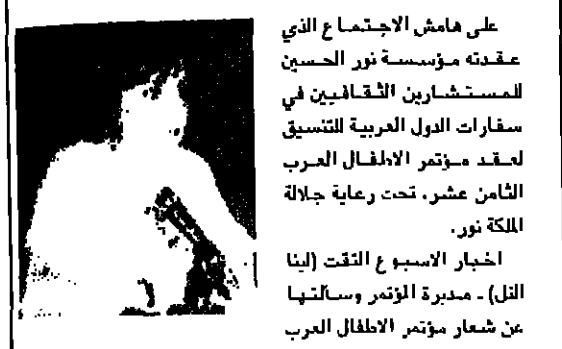 على هامش الاجتماع الذي
عقدته مؤسسة نور الحسين
للمستشارين الثقافيين في
سفارات الدول العربية للتنسيق
لعقد مؤتمر الاطفال العرب
الثامن عشر، تحت رعاية جلالة
الملكة نور.
اخبار الاسبوع التقت (لينا
التل) - مديرة المؤتمر وسألتها
عن شعار مؤتمر الاطفال العرب